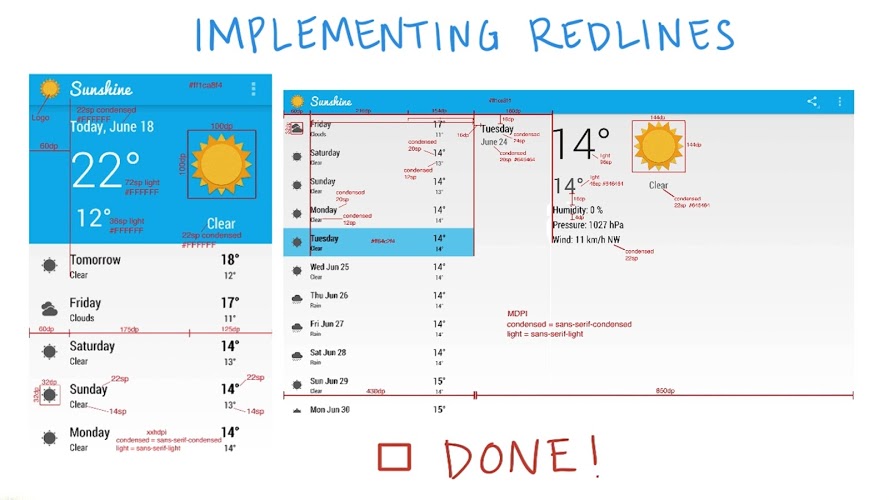 IMPLEMENTING REDLINES
Sunshine
#ff1ca8f4
Logo
22sp condensed
#FFFFFF
Today, June 18
60dp
100dp
100dp
22°
72sp light
#FFFFFF
12°
36sp light
#FFFFFF
Clear
22sp condensed
#FFFFFF
Tomorrow 18°
Clear 12°
Friday 17°
Clouds 11°
60dp 175dp 125dp
Saturday 14°
Clear 13°
32dp
32dp
Sunday 22sp 14° 22sp
Clear 14sp 13° 14sp
Monday 14°
Clear 14°
xxhdpi
condensed = sans-serif-condensed
light = sans-serif-light
Sunshine
60dp
154dp
160dp
Friday 17°
Clouds 11°
16dp
condensed
20sp
Saturday 14°
Clear 13°
condensed
12sp
Sunday 14°
Clear 14°
condensed
20sp
Monday 14°
Clear 14°
condensed
12sp
Tuesday 14°
Clear 14°
Wed Jun 25 14°
Clear 14°
Thu Jun 26 14°
Rain 14°
Fri Jun 27 14°
Rain 14°
Sat Jun 28 14°
Rain 14°
Sun Jun 29 15°
Clear 14°
Mon Jun 30 15°
430dp 850dp
Tuesday
June 24
condensed
24sp
condensed
14°
light
96sp
14°
light
144dp
144dp
Clear
condensed
22sp #646464
Humidity: 0 %
Pressure: 1027 hPa
Wind: 11 km/h NW
condensed
22sp
MDPI
condensed = sans-serif-condensed
light = sans-serif-light
DONE!